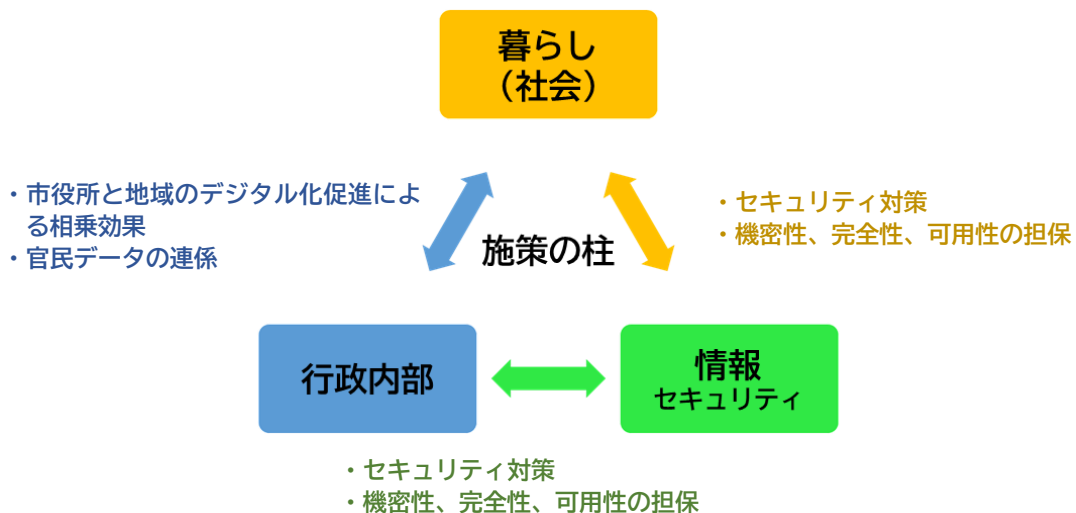 暮らし
（社会）
・市役所と地域のデジタル化促進によ
る相乗効果
・官民データの連係
・セキュリティ対策
・機密性、完全性、可用性の担保
施策の柱
行政内部
情報
セキュリティ
・セキュリティ対策
・機密性、完全性、可用性の担保